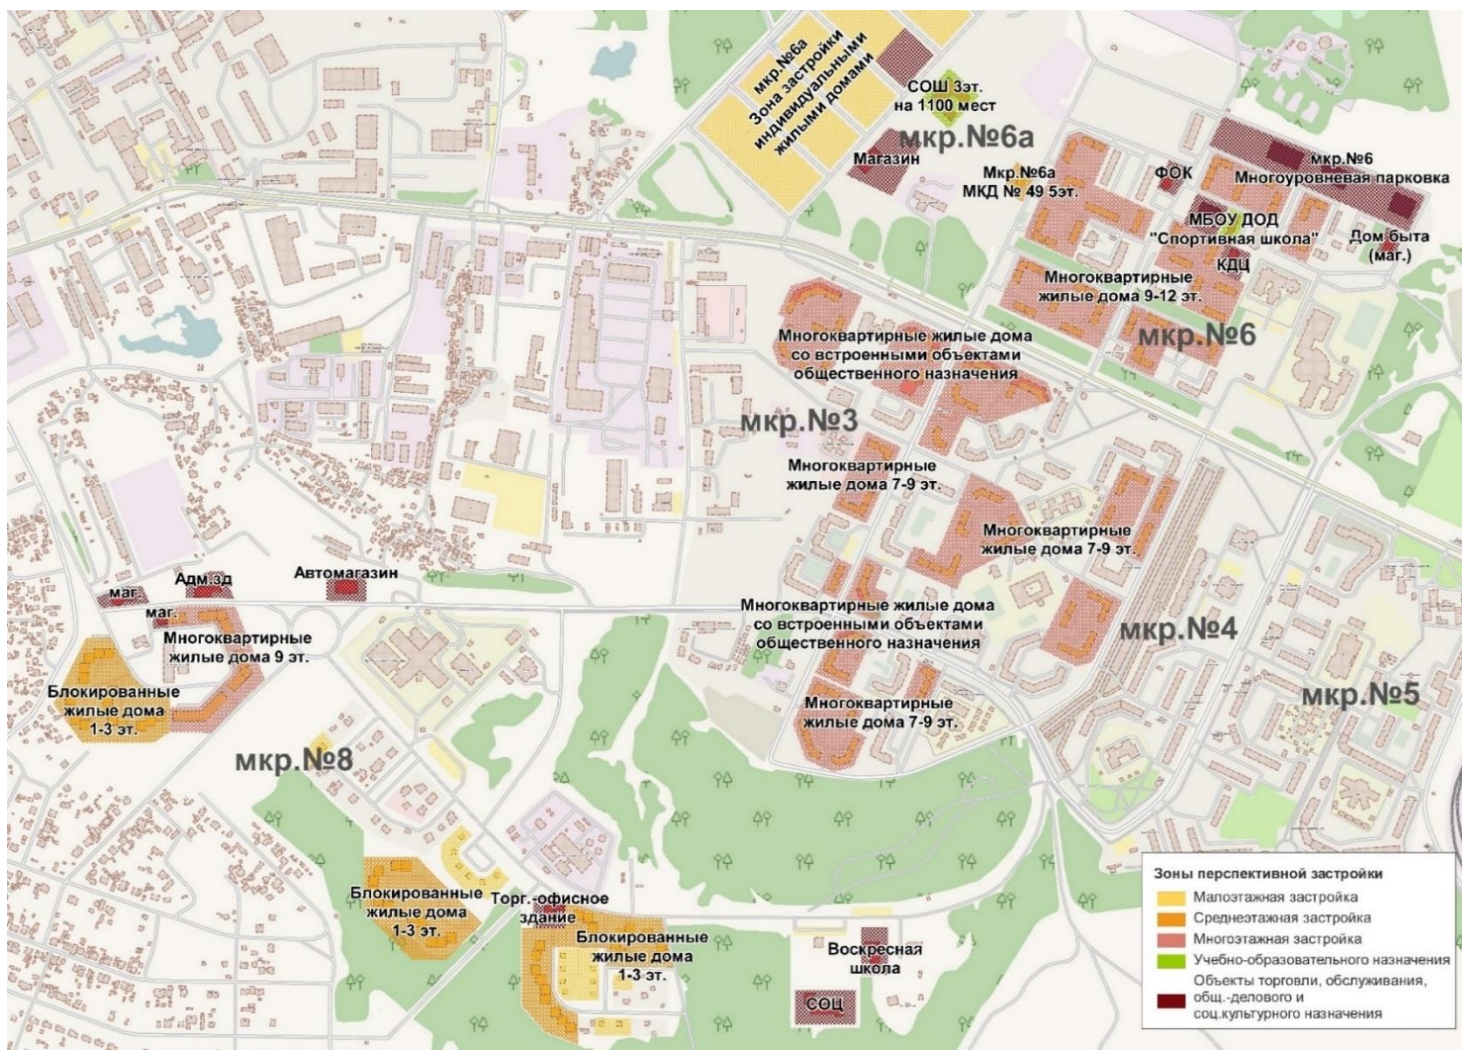 мкр.№6а
Зона застройки
индивидуальными
жилыми домами
СОШ 3эт.
на 1100 мест
мкр.№6а
Магазин
Мкр.№6а
МКД № 49 5эт.
ФОК
мкр.№6
Многоуровневая парковка
МБОУ ДОД
"Спортивная школа"
Дом быта
(маг.)
КДЦ
Многоквартирные
жилые дома 9-12 эт.
мкр.№6
Многоквартирные жилые дома
со встроенными объектами
общественного назначения
мкр.№3
Многоквартирные
жилые дома 7-9 эт.
Многоквартирные
жилые дома 7-9 эт.
Автомагазин
Адм.зд
маг.
маг.
Многоквартирные
жилые дома 9 эт.
Многоквартирные жилые дома
со встроенными объектами
общественного назначения
мкр.№4
Блокированные
жилые дома
1-3 эт.
мкр.№5
Многоквартирные
жилые дома 7-9 эт.
мкр.№8
Блокированные
жилые дома
1-3 эт.
Торг.-офисное
здание
Блокированные
жилые дома
1-3 эт.
Воскресная
школа
СОЦ
Зоны перспективной застройки
Малоэтажная застройка
Среднеэтажная застройка
Многоэтажная застройка
Учебно-образовательного назначения
Объекты торговли, обслуживания,
общ.-делового и
соц.культурного назначения